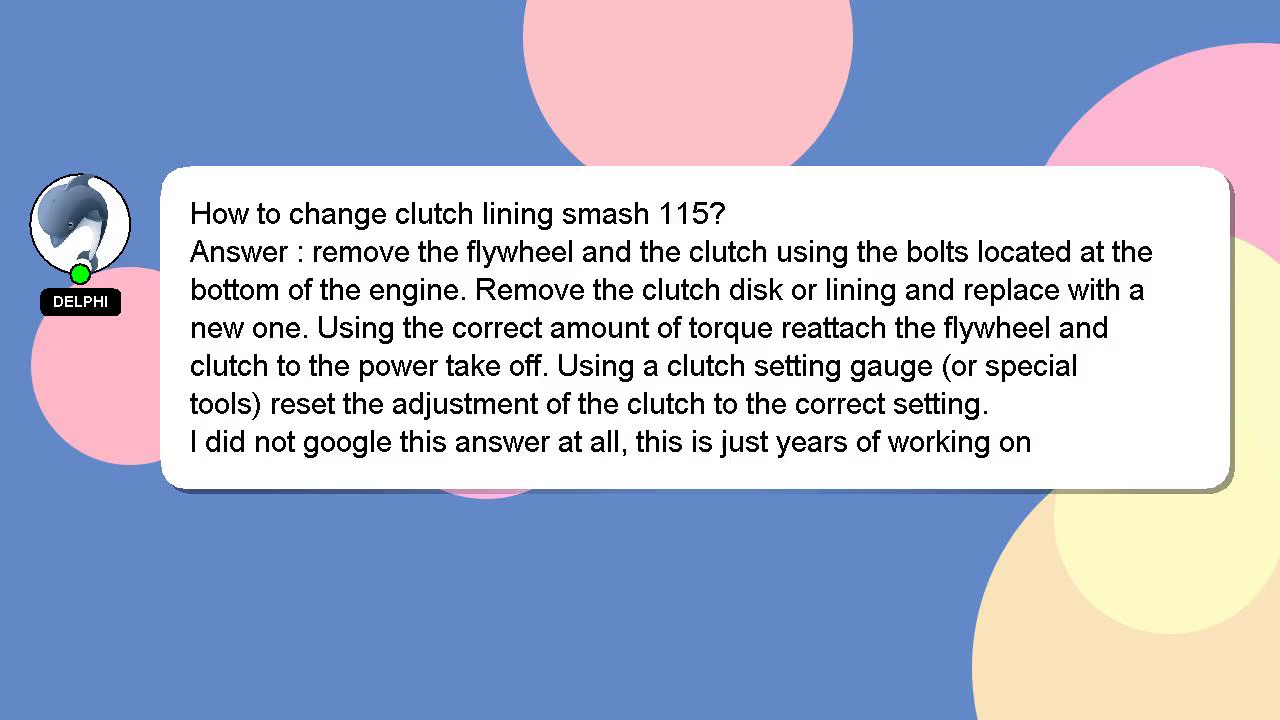 How to change clutch lining smash 115?
Answer : remove the flywheel and the clutch using the bolts located at the
bottom of the engine. Remove the clutch disk or lining and replace with a
new one. Using the correct amount of torque reattach the flywheel and
clutch to the power take off. Using a clutch setting gauge (or special
tools) reset the adjustment of the clutch to the correct setting.
I did not google this answer at all, this is just years of working on
DELPHI